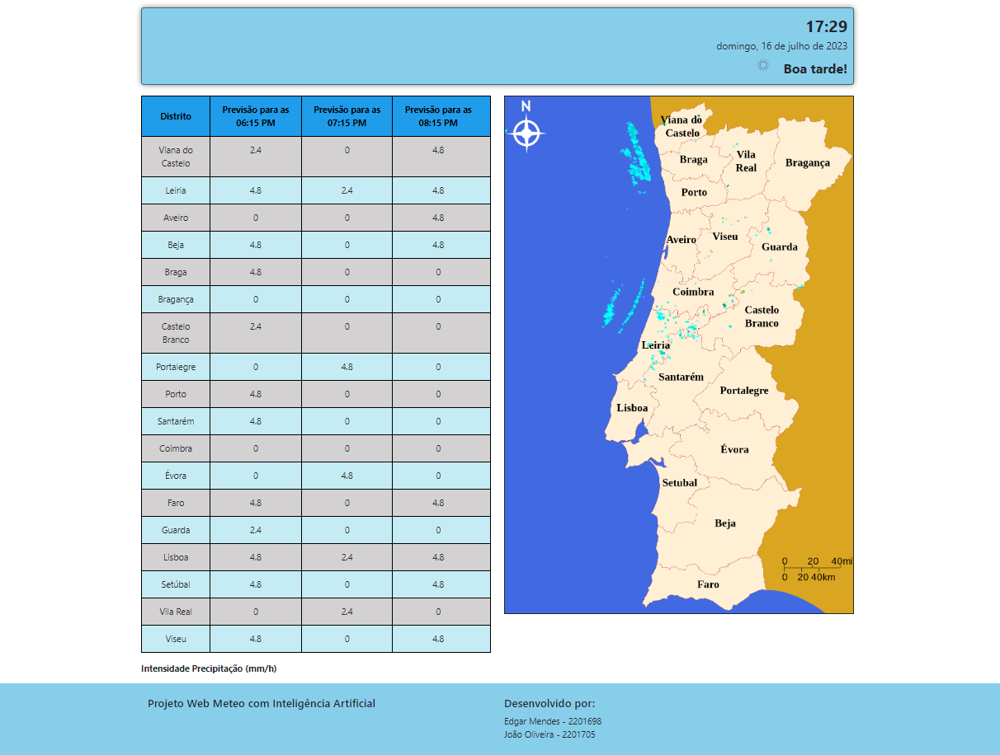 17:29
domingo, 16 de julho de 2023
Boa tarde!
Distrito
Previsão para as
06:15 PM
Previsão para as
07:15 PM
Previsão para as
08:15 PM
Viana do
Castelo
2.4
0
4.8
Leiria
4.8
2.4
4.8
Aveiro
0
0
4.8
Beja
4.8
0
4.8
Braga
4.8
0
0
Bragança
0
0
0
Castelo
Branco
2.4
0
0
Portalegre
0
4.8
0
Porto
4.8
0
0
Santarém
4.8
0
0
Coimbra
0
0
0
Évora
0
4.8
0
Faro
4.8
0
4.8
Guarda
2.4
0
0
Lisboa
4.8
2.4
4.8
Setúbal
4.8
0
4.8
Vila Real
0
2.4
0
Viseu
4.8
0
4.8
Intensidade Precipitação (mm/h)
N
Viana do
Castelo
Braga
Vila
Real
Bragança
Porto
Aveiro
Viseu
Guarda
Coimbra
Castelo
Branco
Leiria
Santarém
Portalegre
Lisboa
Évora
Setubal
Beja
Faro
0 20 40mi
0 20 40km
Projeto Web Meteo com Inteligência Artificial
Desenvolvido por:
Edgar Mendes - 2201698
João Oliveira - 2201705